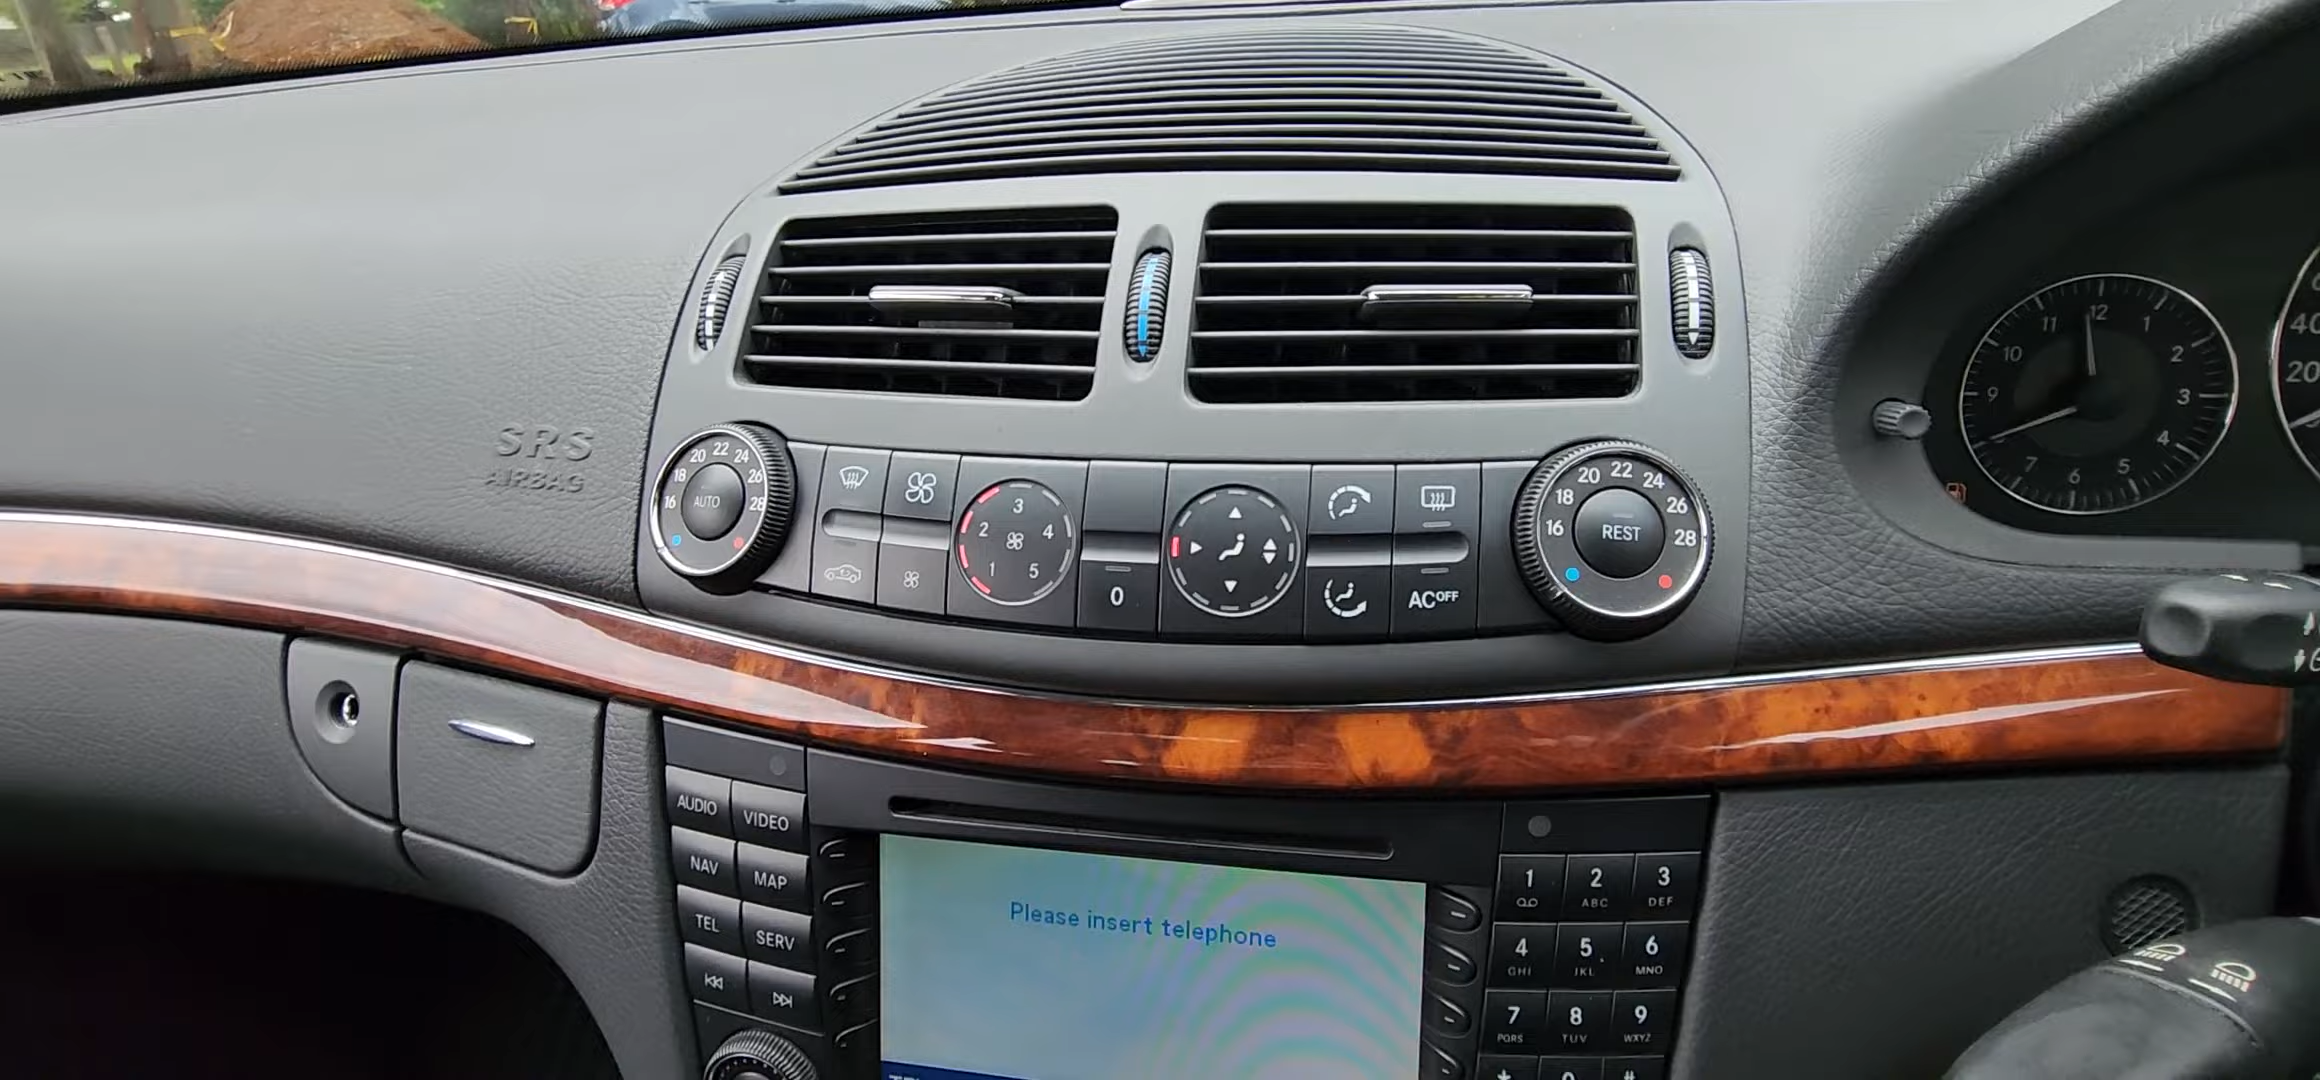 SRS
AIRBAG
16 18 20 22 24 26 28
AUTO
1 2 3 4 5
0
AC OFF
16 18 20 22 24 26 28
REST
12 1 2 3 4 5 6 7 9 10 11
40
20
AUDIO VIDEO
NAV MAP
TEL SERV
Please insert telephone
1 2 ABC 3 DEF
4 GHI 5 JKL 6 MNO
7 PQRS 8 TUV 9 WXYZ